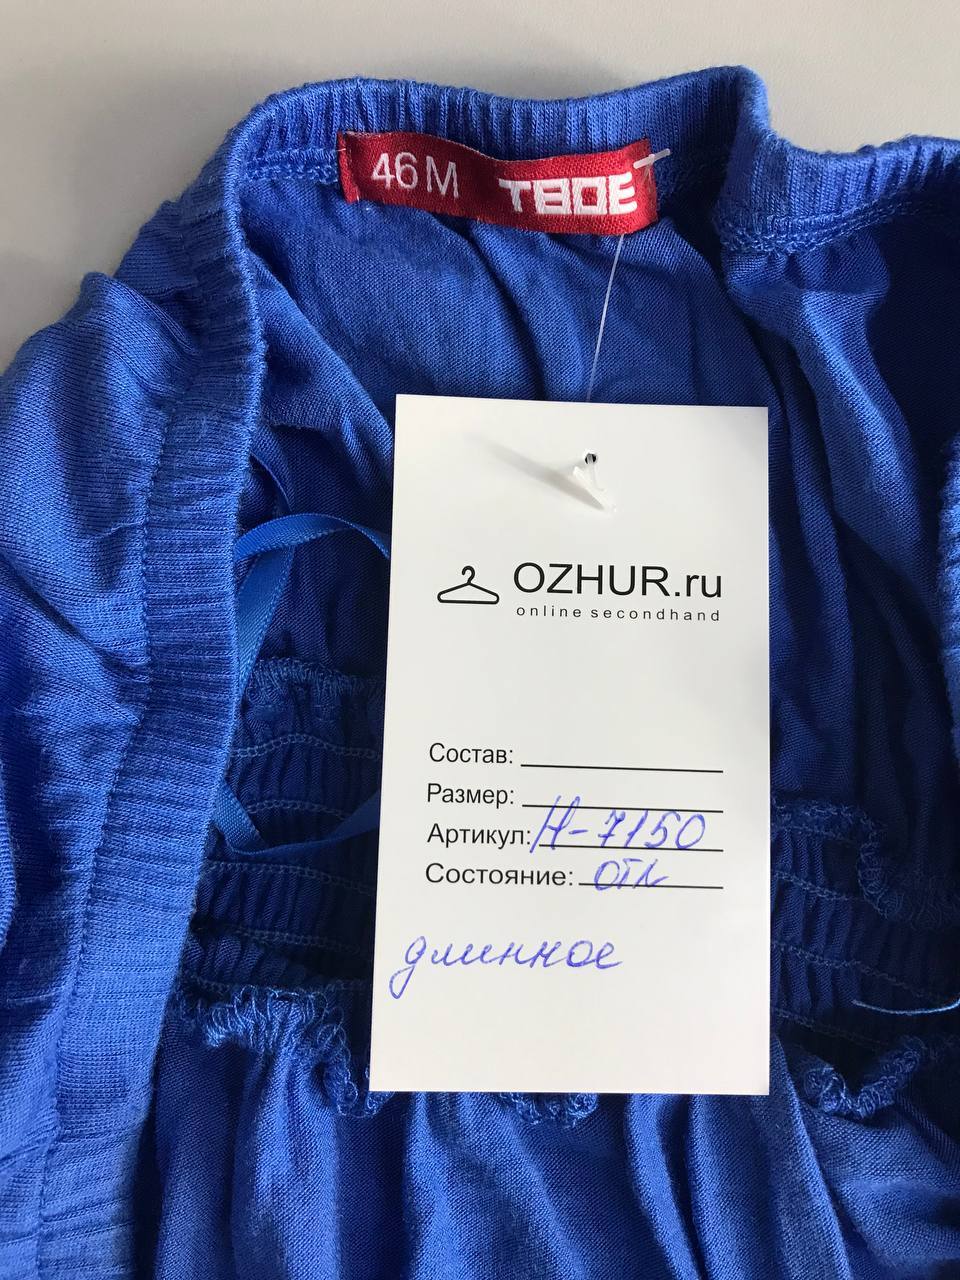 46 M ТВОЕ
OZHUR.ru
online secondhand
Состав:
Размер:
Артикул: Н-7150
Состояние: отл
длинное